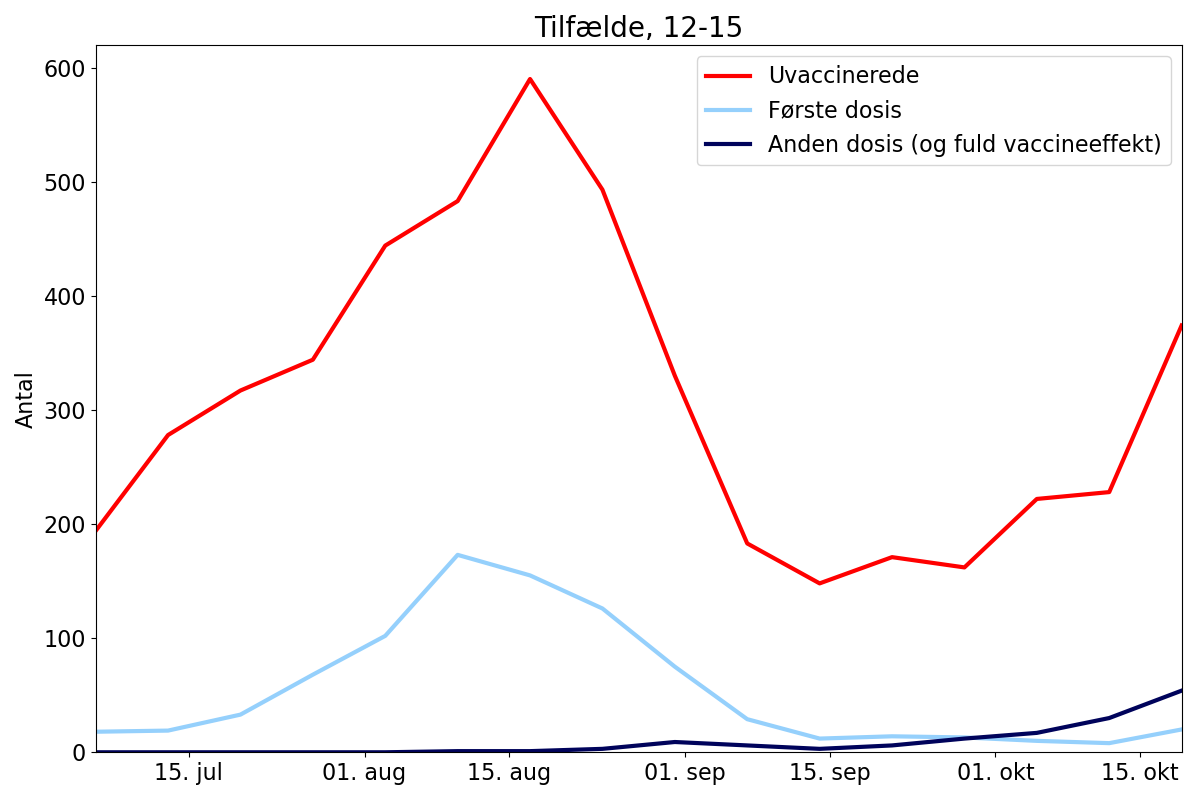 Tilfælde, 12-15
Uvaccinerede
Første dosis
Anden dosis (og fuld vaccineeffekt)
Antal
600
500
400
300
200
100
0
15. jul
01. aug
15. aug
01. sep
15. sep
01. okt
15. okt